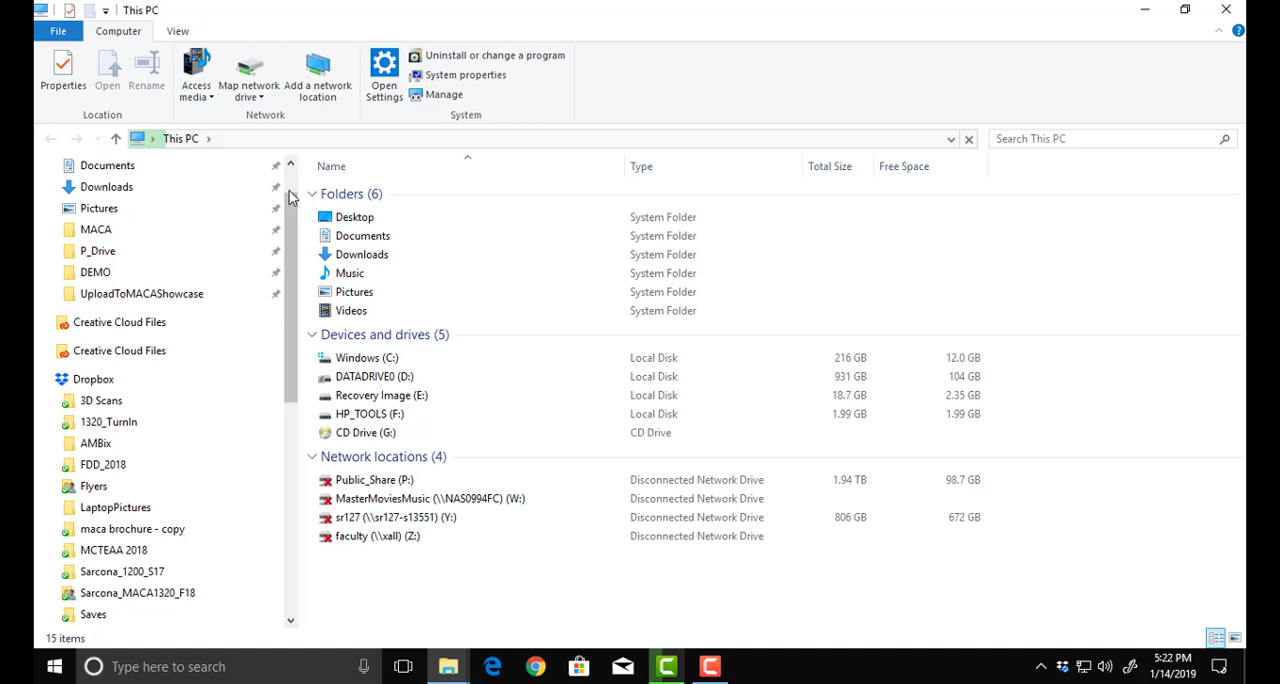 This PC
File Computer View
Properties Open Rename Access media Map network drive Add a network location Open Settings Uninstall or change a program System properties Manage
Location Network System
This PC Search This PC
Documents
Downloads
Pictures
MACA
P_Drive
DEMO
UploadToMACAShowcase
Creative Cloud Files
Creative Cloud Files
Dropbox
3D Scans
1320_TurnIn
AMBix
FDD_2018
Flyers
LaptopPictures
maca brochure - copy
MCTEAA 2018
Sarcona_1200_S17
Sarcona_MACA1320_F18
Saves
Name Type Total Size Free Space
Folders (6)
Desktop System Folder
Documents System Folder
Downloads System Folder
Music System Folder
Pictures System Folder
Videos System Folder
Devices and drives (5)
Windows (C:) Local Disk 216 GB 12.0 GB
DATADRIVE0 (D:) Local Disk 931 GB 104 GB
Recovery Image (E:) Local Disk 18.7 GB 2.35 GB
HP_TOOLS (F:) Local Disk 1.99 GB 1.99 GB
CD Drive (G:) CD Drive
Network locations (4)
Public_Share (P:) Disconnected Network Drive 1.94 TB 98.7 GB
MasterMoviesMusic (\\NAS0994FC) (W:) Disconnected Network Drive
sr127 (\\sr127-s13551) (Y:) Disconnected Network Drive 806 GB 672 GB
faculty (\\xall) (Z:) Disconnected Network Drive
15 items
Type here to search
5:22 PM
1/14/2019